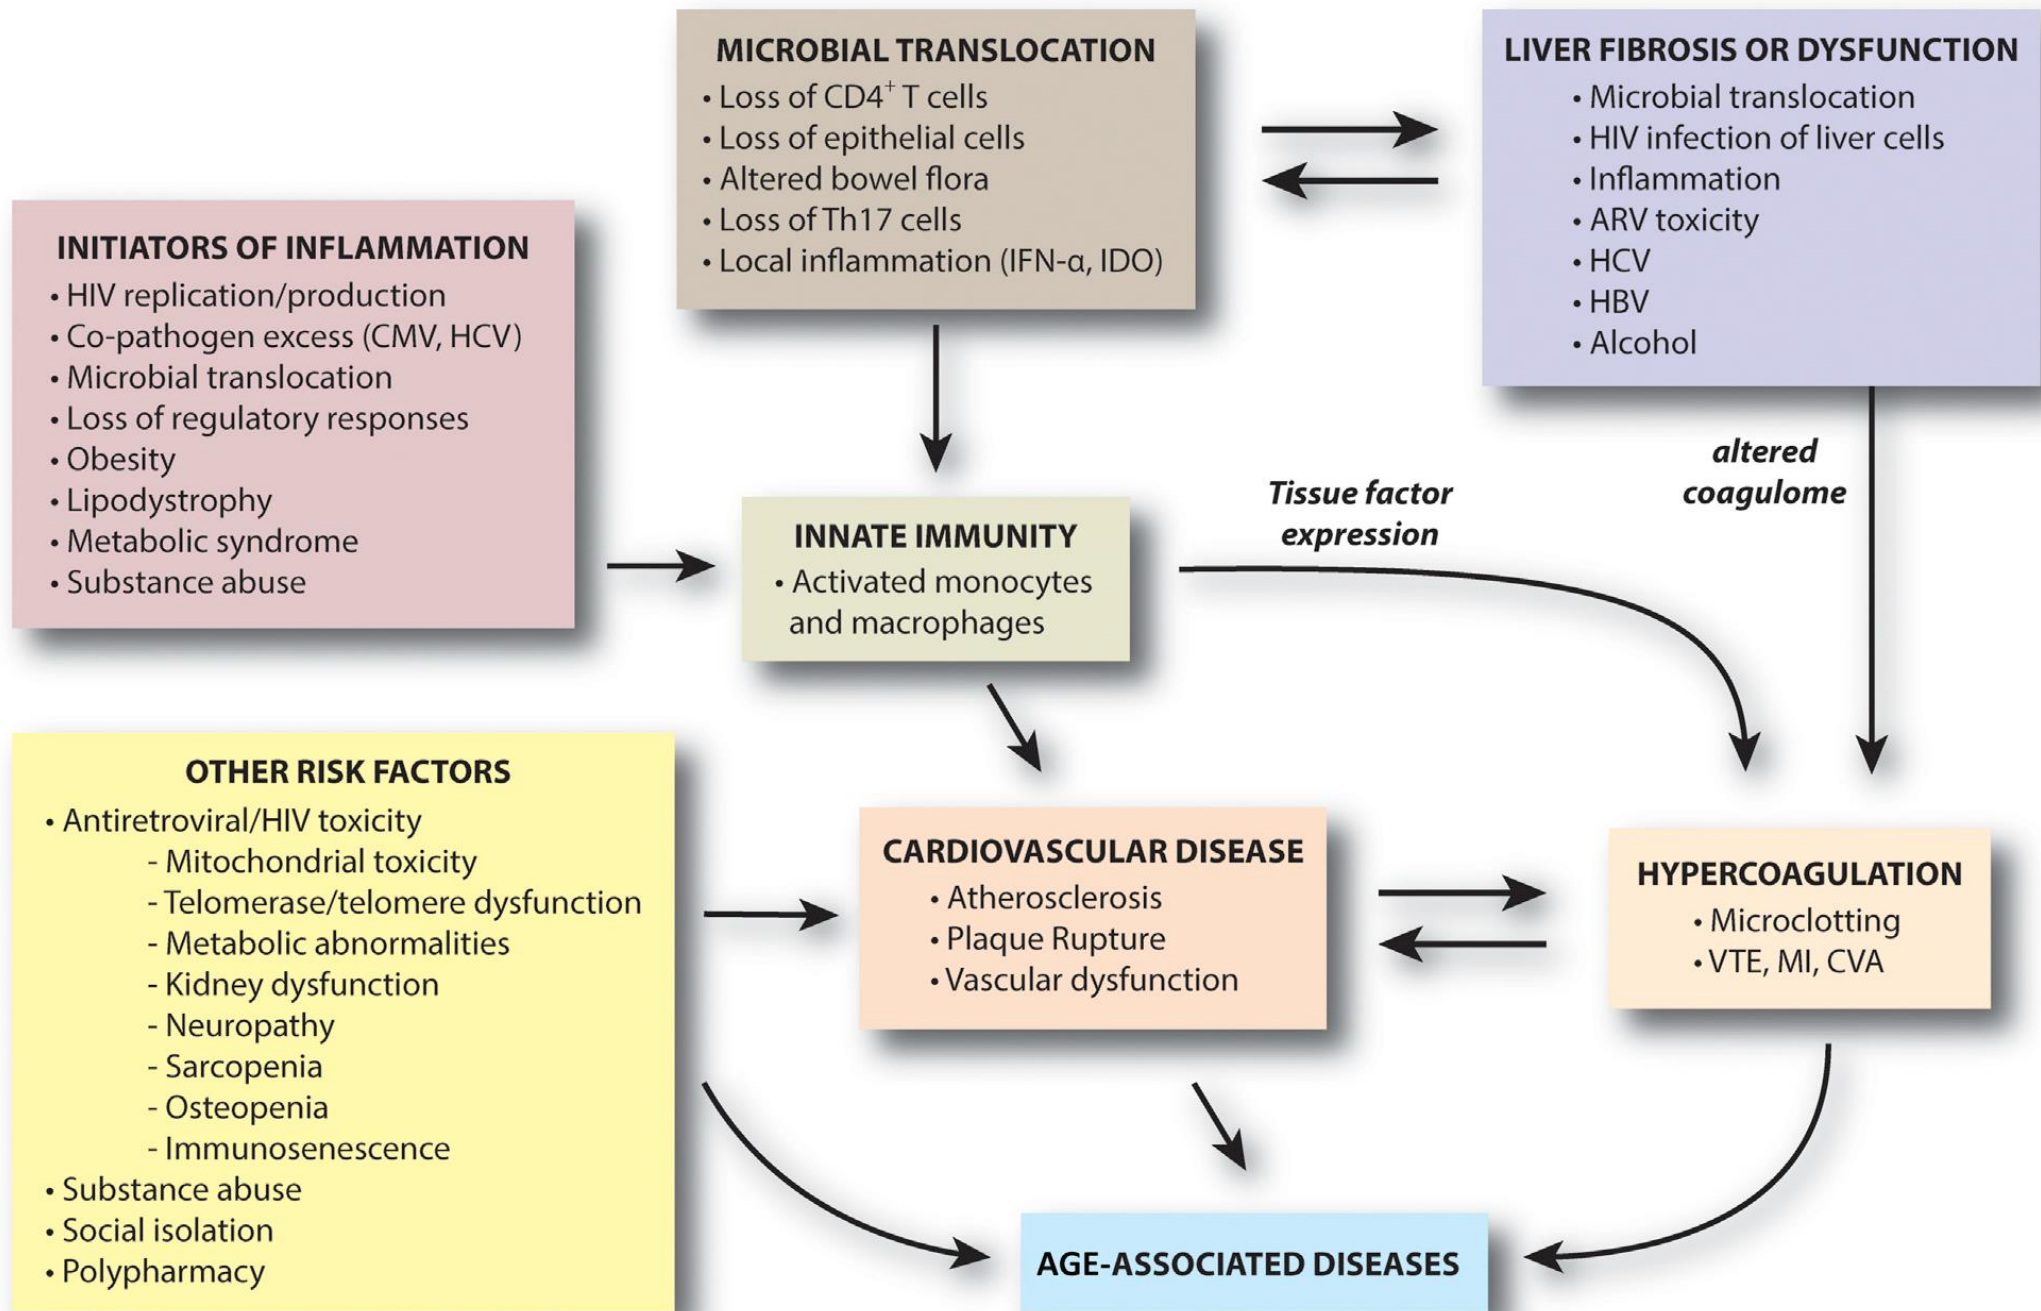 MICROBIAL TRANSLOCATION
• Loss of CD4⁺ T cells
• Loss of epithelial cells
• Altered bowel flora
• Loss of Th17 cells
• Local inflammation (IFN-α, IDO)
LIVER FIBROSIS OR DYSFUNCTION
• Microbial translocation
• HIV infection of liver cells
• Inflammation
• ARV toxicity
• HCV
• HBV
• Alcohol
INITIATORS OF INFLAMMATION
• HIV replication/production
• Co-pathogen excess (CMV, HCV)
• Microbial translocation
• Loss of regulatory responses
• Obesity
• Lipodystrophy
• Metabolic syndrome
• Substance abuse
INNATE IMMUNITY
• Activated monocytes
and macrophages
Tissue factor
expression
altered
coagulome
OTHER RISK FACTORS
• Antiretroviral/HIV toxicity
- Mitochondrial toxicity
- Telomerase/telomere dysfunction
- Metabolic abnormalities
- Kidney dysfunction
- Neuropathy
- Sarcopenia
- Osteopenia
- Immunosenescence
• Substance abuse
• Social isolation
• Polypharmacy
CARDIOVASCULAR DISEASE
• Atherosclerosis
• Plaque Rupture
• Vascular dysfunction
HYPERCOAGULATION
• Microclotting
• VTE, MI, CVA
AGE-ASSOCIATED DISEASES